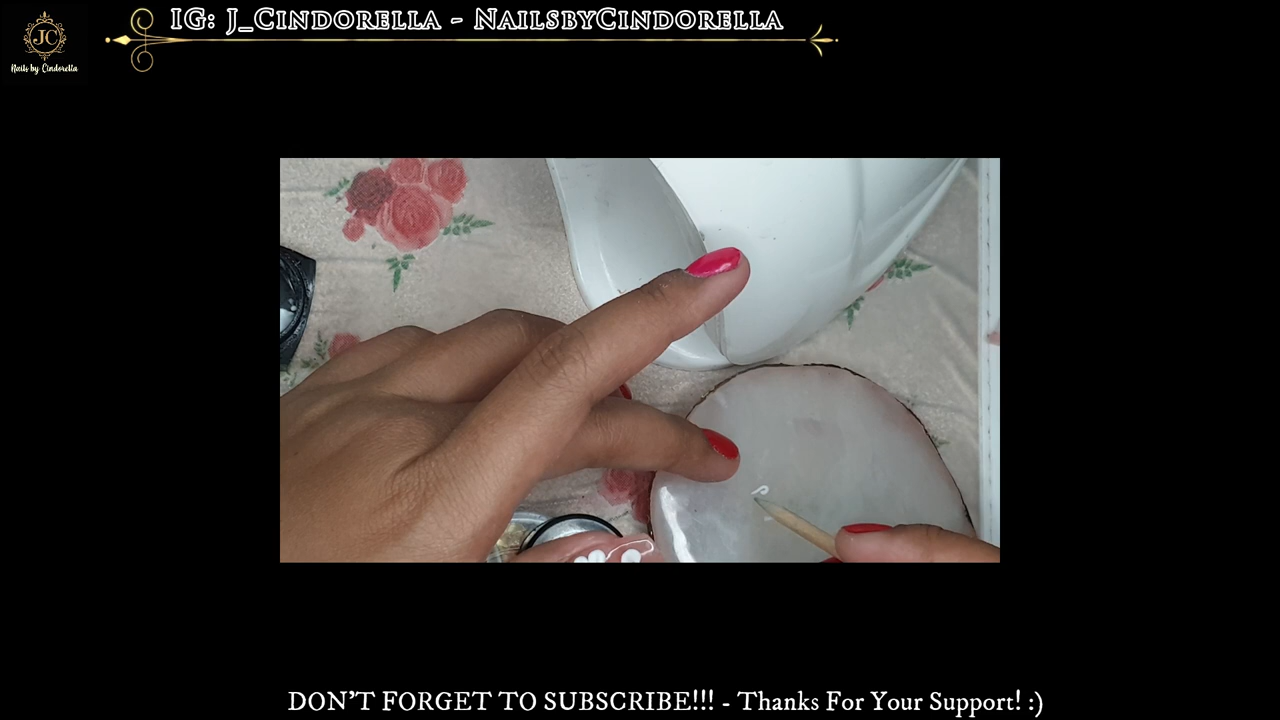 IG: J_Cindorella - NailsbyCindorella
JC
Nails by Cindorella
DON'T FORGET TO SUBSCRIBE!!! - Thanks For Your Support! :)